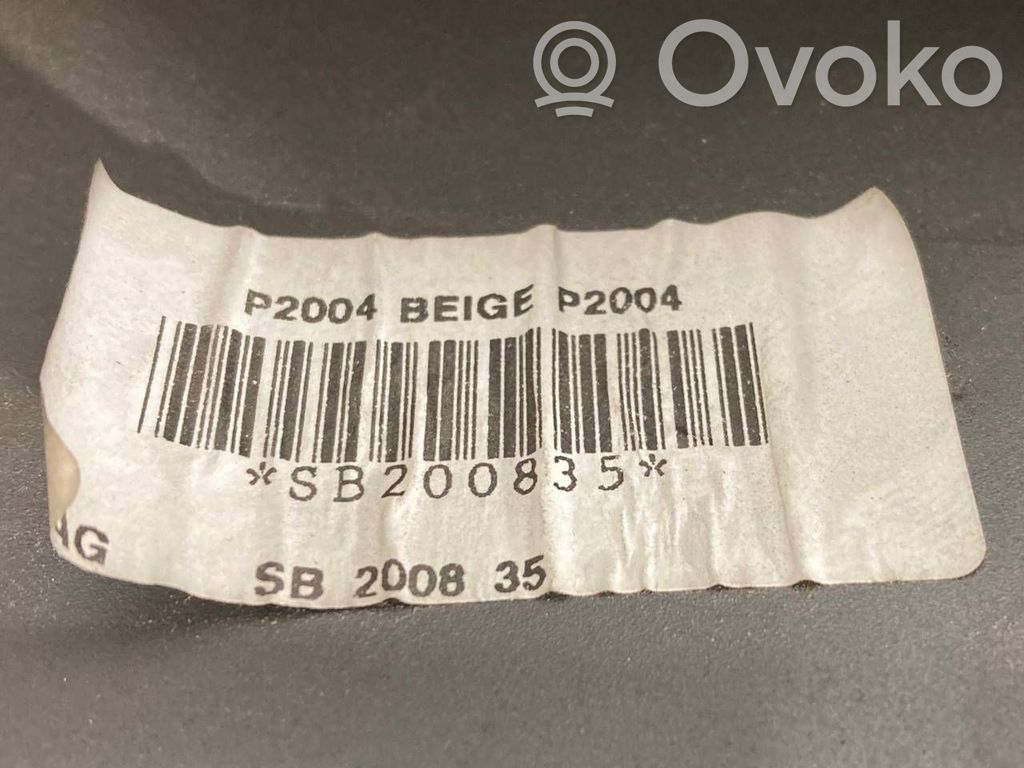 Ovoko
P2004 BEIGE P2004
*SB200835*
AG
SB 2008 35